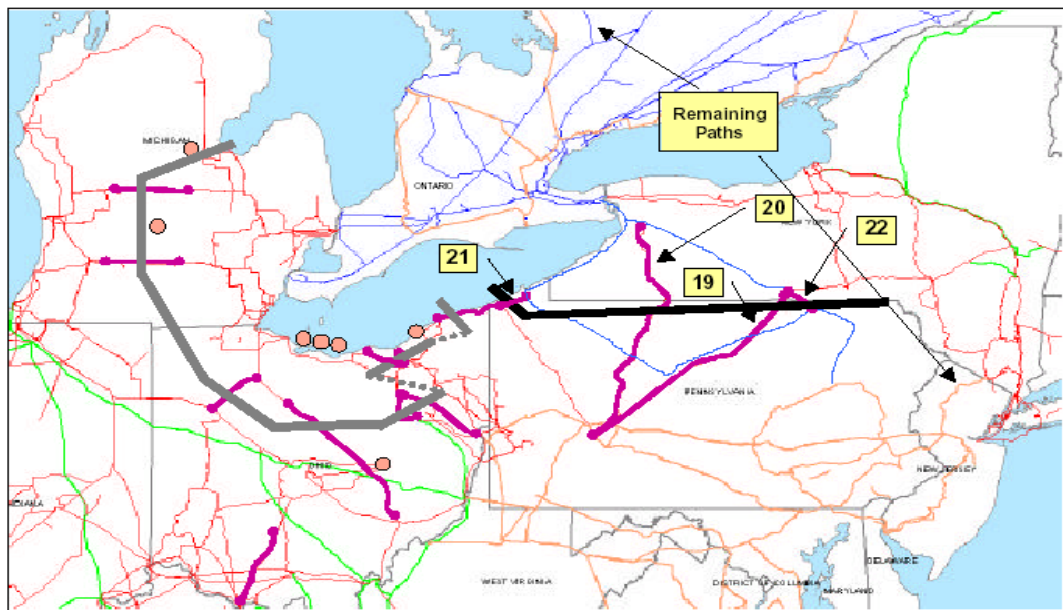 Remaining
Paths
MICHIGAN
ONTARIO
20
NEW YORK
22
21
19
PENNSYLVANIA
OHIO
NEW JERSEY
INDIANA
DELAWARE
WEST VIRGINIA
DISTRICT OF COLUMBIA
MARYLAND